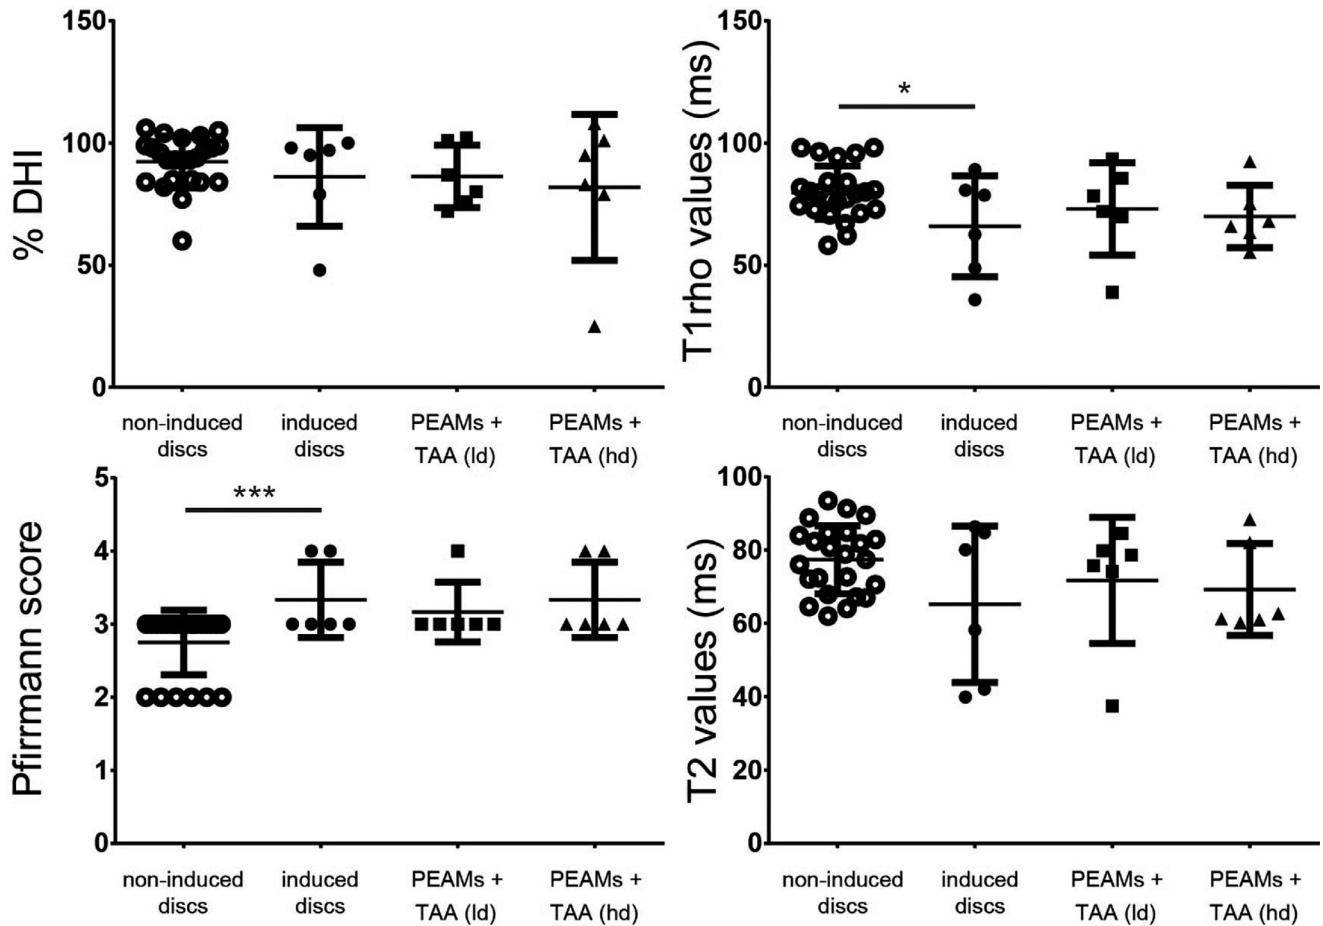 % DHI
150
100
50
0
non-induced discs
induced discs
PEAMs + TAA (ld)
PEAMs + TAA (hd)
T1rho values (ms)
150
100
50
0
*
non-induced discs
induced discs
PEAMs + TAA (ld)
PEAMs + TAA (hd)
Pfirrmann score
5
4
3
2
1
0
***
non-induced discs
induced discs
PEAMs + TAA (ld)
PEAMs + TAA (hd)
T2 values (ms)
100
80
60
40
20
0
non-induced discs
induced discs
PEAMs + TAA (ld)
PEAMs + TAA (hd)